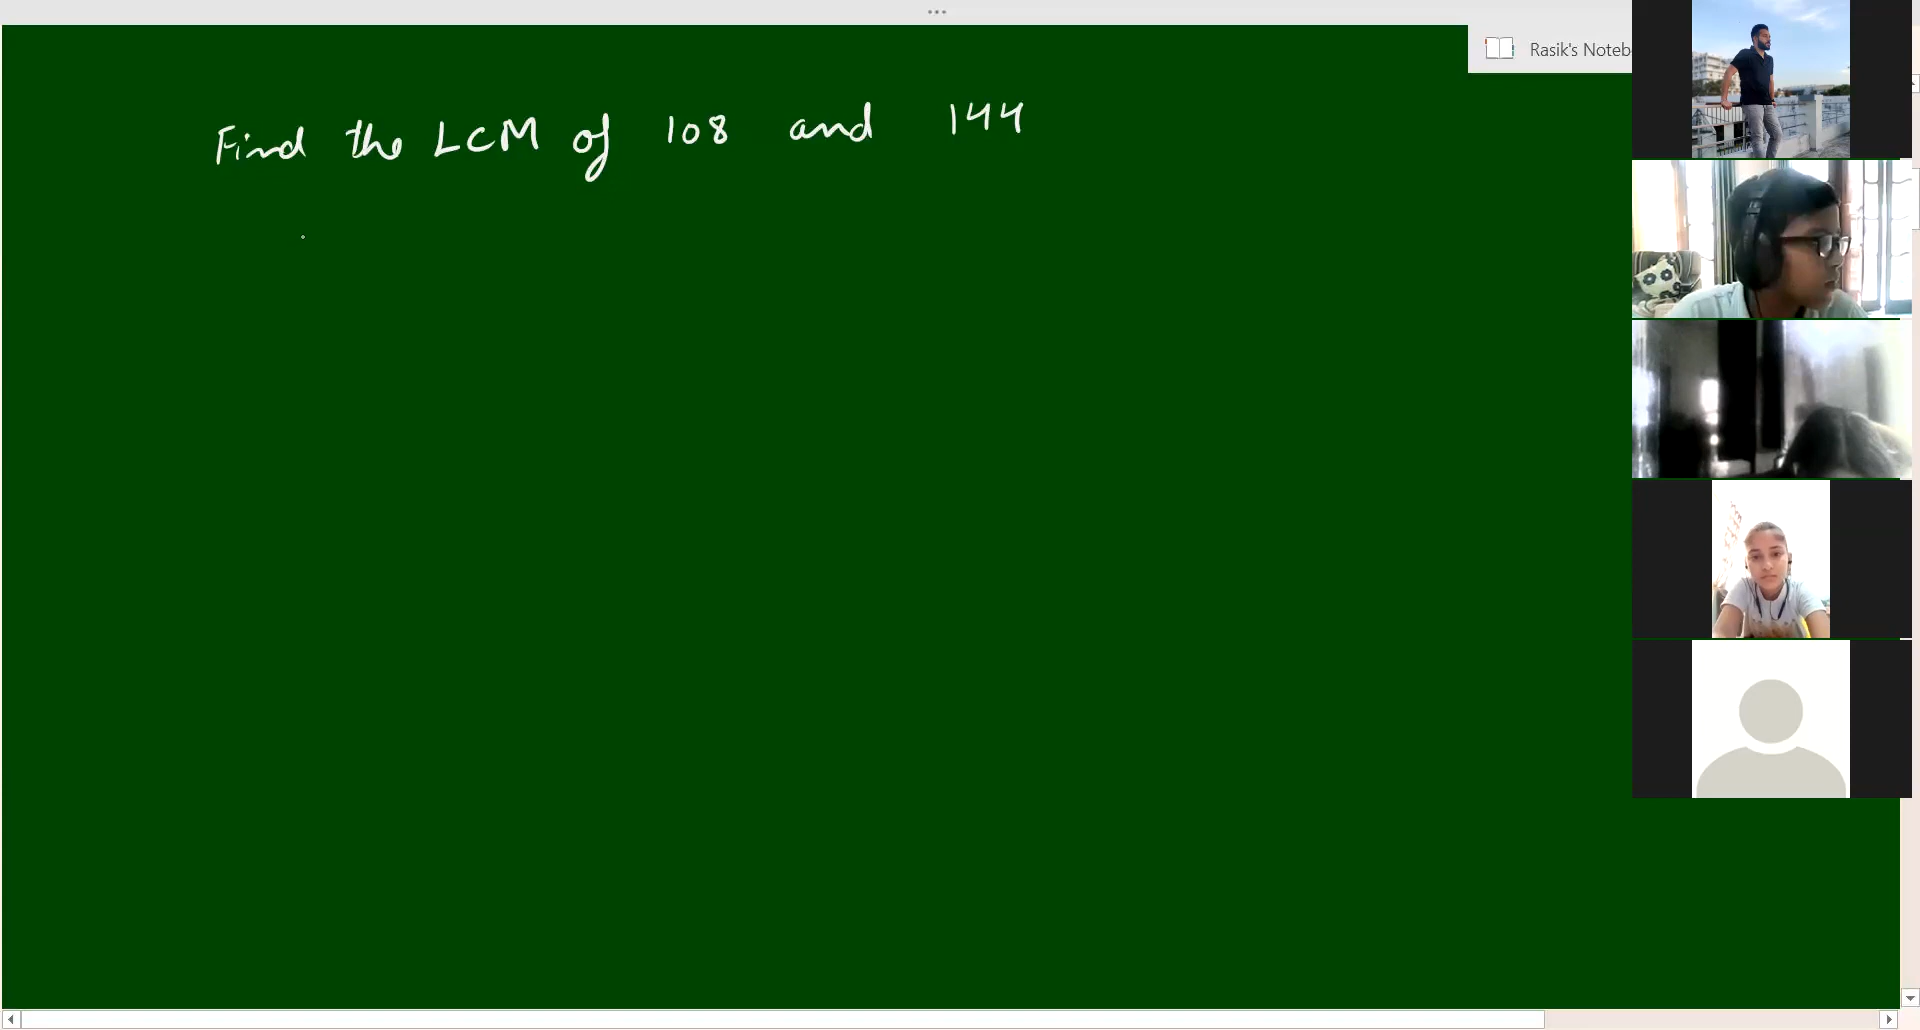 Rasik's Noteb
Find the LCM of 108 and 144